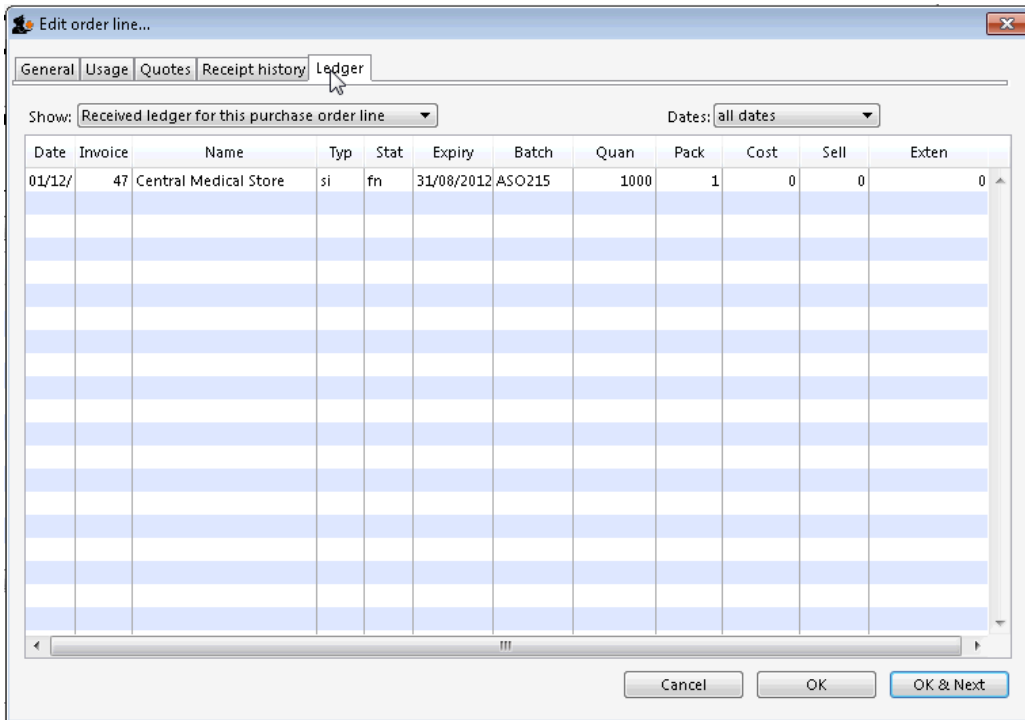 Edit order line...
General Usage Quotes Receipt history Ledger
Show: Received ledger for this purchase order line Dates: all dates
Date Invoice Name Typ Stat Expiry Batch Quan Pack Cost Sell Exten
01/12/ 47 Central Medical Store si fn 31/08/2012 ASO215 1000 1 0 0 0
Cancel OK OK & Next